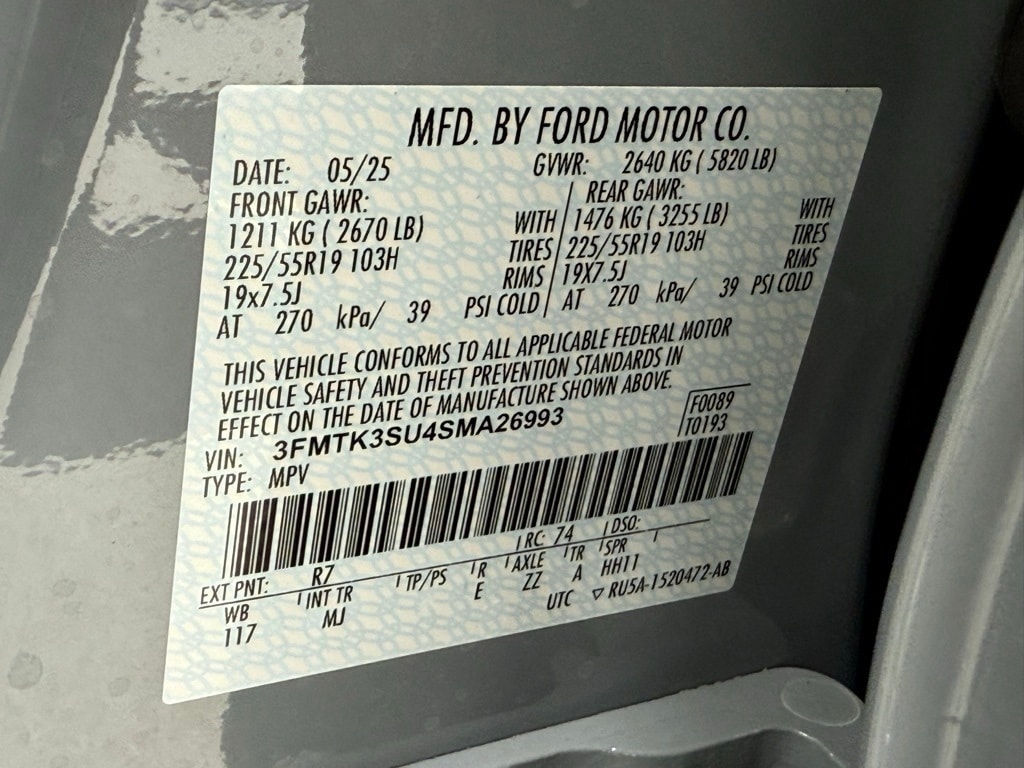 MFD. BY FORD MOTOR CO.
DATE: 05/25 GVWR: 2640 KG ( 5820 LB)
FRONT GAWR: REAR GAWR:
1211 KG ( 2670 LB) WITH 1476 KG ( 3255 LB) WITH
225/55R19 103H TIRES 225/55R19 103H TIRES
19x7.5J RIMS 19X7.5J RIMS
AT 270 kPa/ 39 PSI COLD AT 270 kPa/ 39 PSI COLD
THIS VEHICLE CONFORMS TO ALL APPLICABLE FEDERAL MOTOR
VEHICLE SAFETY AND THEFT PREVENTION STANDARDS IN
EFFECT ON THE DATE OF MANUFACTURE SHOWN ABOVE.
VIN: 3FMTK3SU4SMA26993 F0089
TYPE: MPV T0193
EXT PNT: R7 RC: 74 DSO:
WB INT TR TP/PS R AXLE TR SPR
117 MJ E ZZ A HH11
UTC ▽ RU5A-1520472-AB